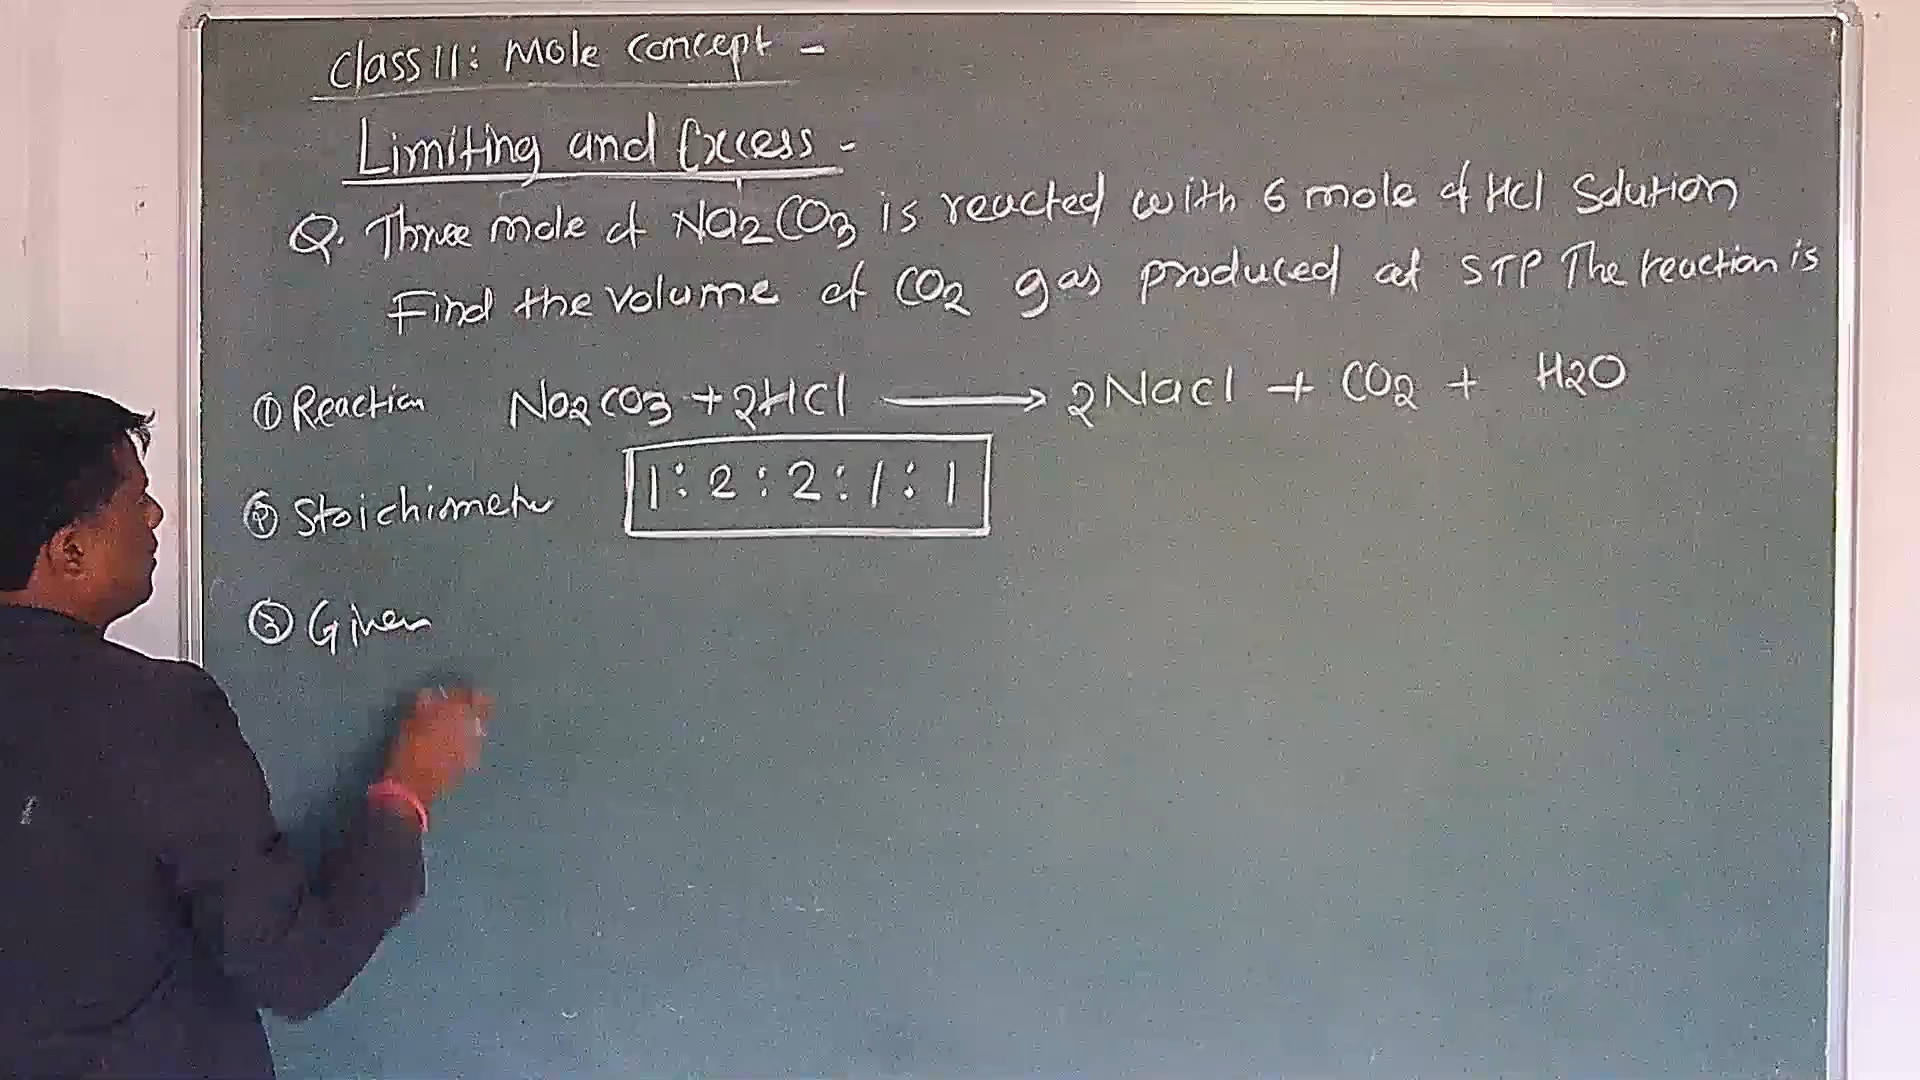 Class 11: Mole concept -
Limiting and Excess -
Q. Three mole of Na2CO3 is reacted with 6 mole of HCl Solution
Find the volume of CO2 gas produced at STP The reaction is
① Reaction Na2CO3 + 2HCl ⟶ 2NaCl + CO2 + H2O
② Stoichiometr 1 : 2 : 2 : 1 : 1
③ Given